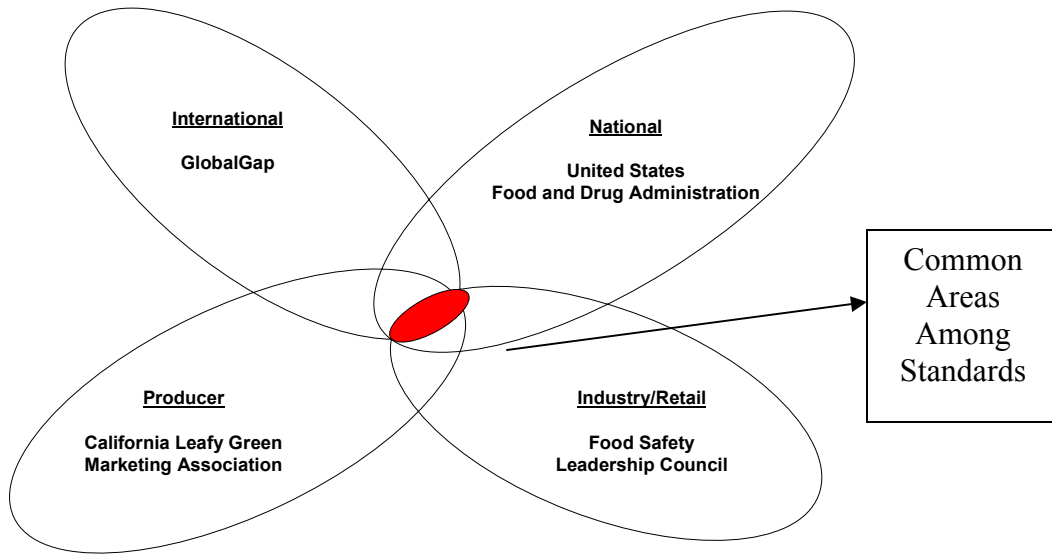 International
GlobalGap
National
United States
Food and Drug Administration
Common
Areas
Among
Standards
Producer
California Leafy Green
Marketing Association
Industry/Retail
Food Safety
Leadership Council